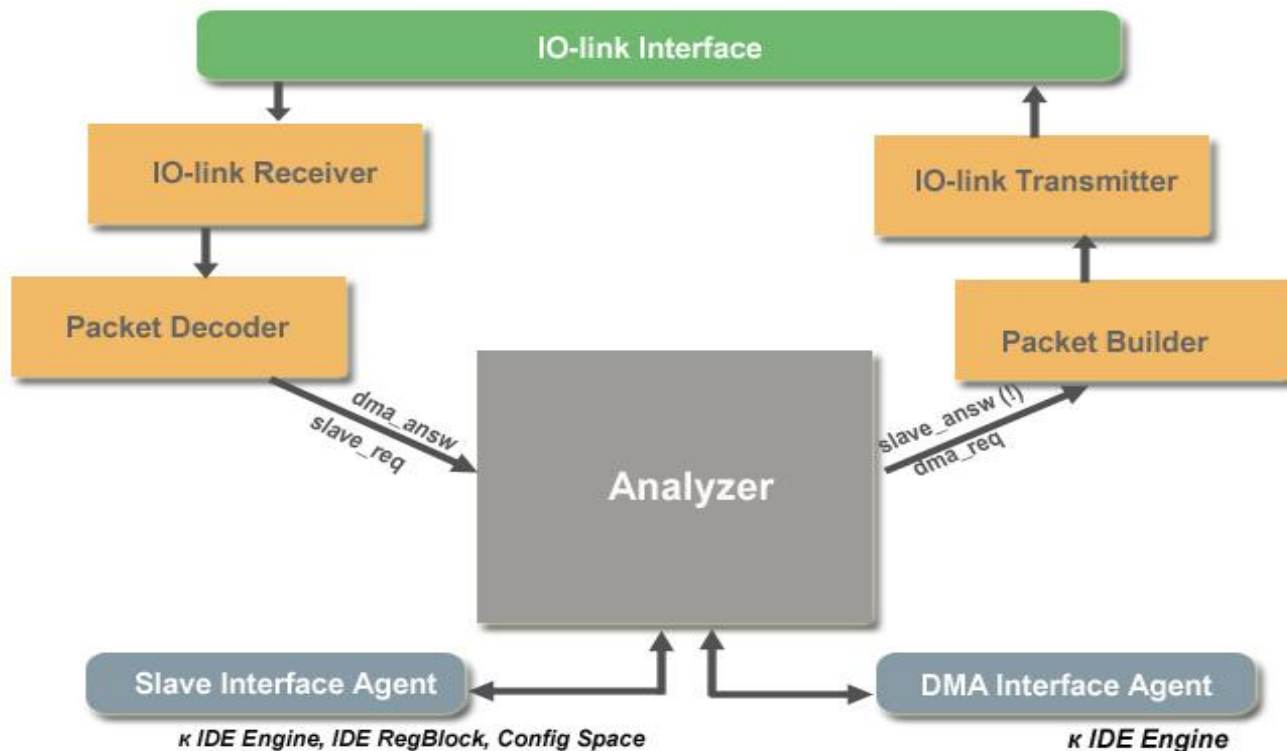 IO-link Interface
IO-link Receiver
IO-link Transmitter
Packet Decoder
Packet Builder
dma_answ
slave_req
slave_answ (!)
dma_req
Analyzer
Slave Interface Agent
DMA Interface Agent
к IDE Engine, IDE RegBlock, Config Space
к IDE Engine